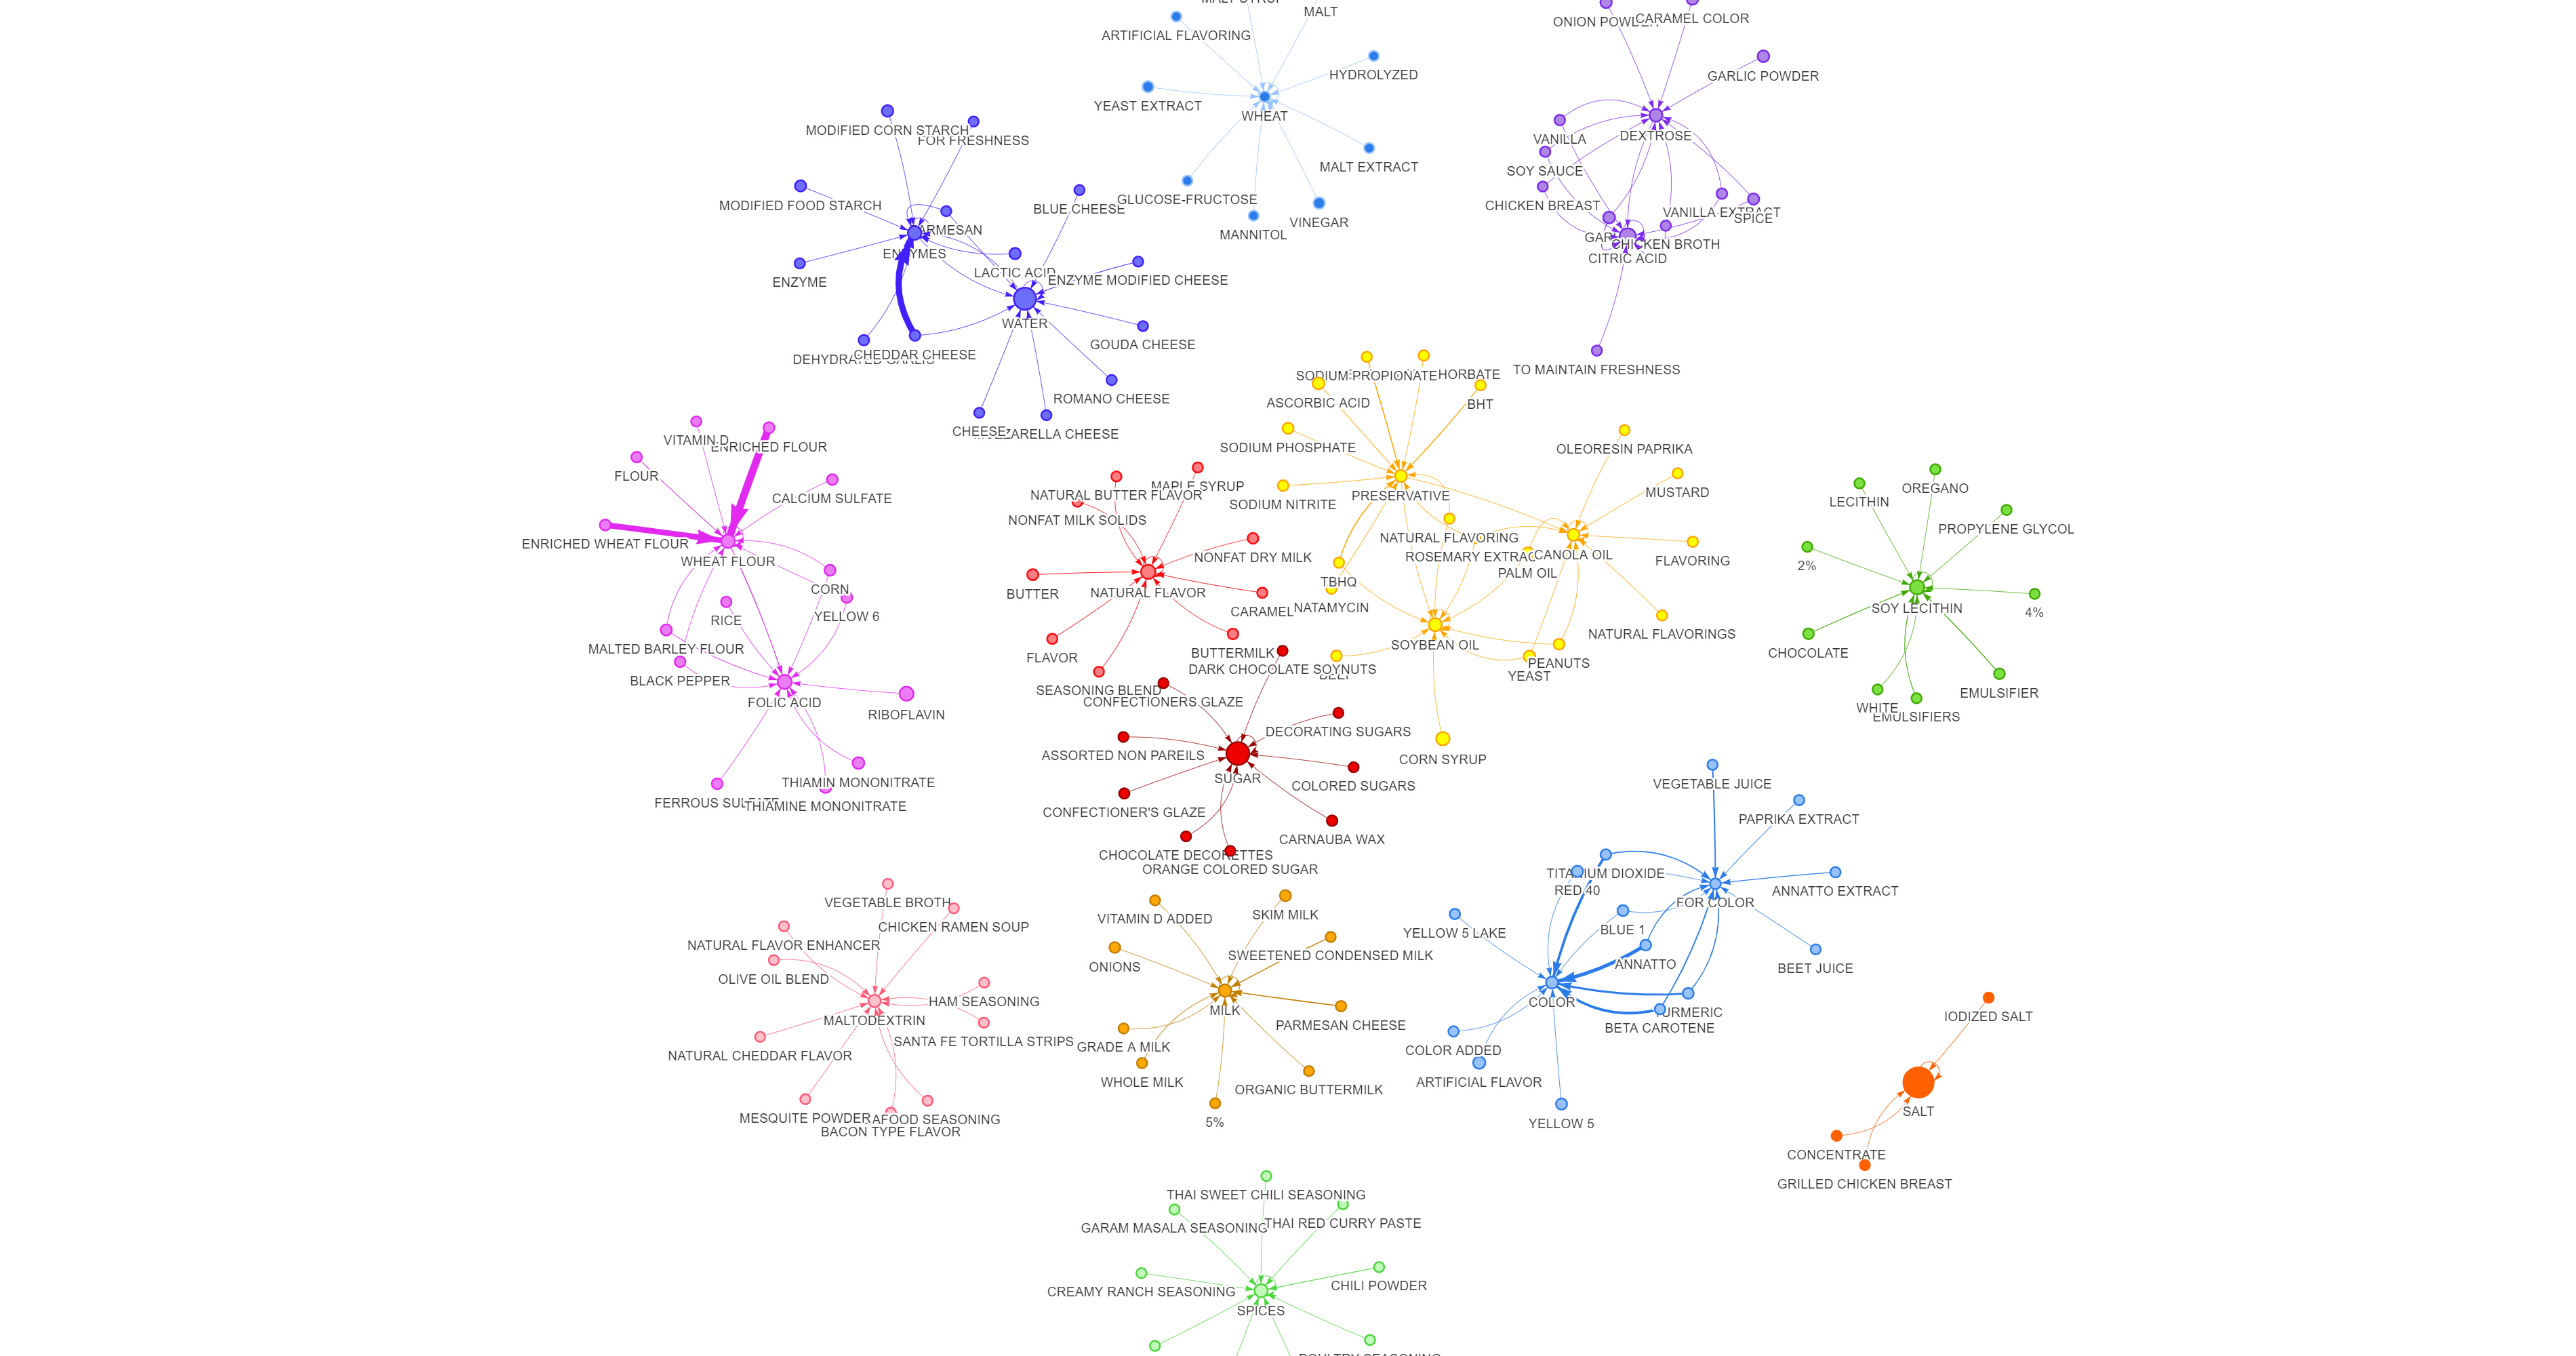 MALT
ARTIFICIAL FLAVORING
HYDROLYZED
YEAST EXTRACT
WHEAT
MALT EXTRACT
GLUCOSE-FRUCTOSE
VINEGAR
MANNITOL
ONION POWDER
CARAMEL COLOR
GARLIC POWDER
DEXTROSE
VANILLA
SOY SAUCE
CHICKEN BREAST
VANILLA EXTRACT
SPICE
CHICKEN BROTH
CITRIC ACID
TO MAINTAIN FRESHNESS
MODIFIED CORN STARCH
FOR FRESHNESS
MODIFIED FOOD STARCH
BLUE CHEESE
ENZYMES
LACTIC ACID
ENZYME MODIFIED CHEESE
ENZYME
WATER
GOUDA CHEESE
CHEDDAR CHEESE
ROMANO CHEESE
CHEESE
VITAMIN D
ENRICHED FLOUR
FLOUR
CALCIUM SULFATE
ENRICHED WHEAT FLOUR
WHEAT FLOUR
CORN
RICE
YELLOW 6
MALTED BARLEY FLOUR
BLACK PEPPER
FOLIC ACID
RIBOFLAVIN
THIAMIN MONONITRATE
THIAMINE MONONITRATE
SODIUM PROPIONATE
ASCORBIC ACID
BHT
SODIUM PHOSPHATE
OLEORESIN PAPRIKA
SODIUM NITRITE
PRESERVATIVE
MUSTARD
NATURAL FLAVORING
CANOLA OIL
FLAVORING
PALM OIL
TBHQ
NATAMYCIN
NATURAL FLAVORINGS
SOYBEAN OIL
PEANUTS
YEAST
CORN SYRUP
MAPLE SYRUP
NATURAL BUTTER FLAVOR
NONFAT MILK SOLIDS
NONFAT DRY MILK
BUTTER
NATURAL FLAVOR
CARAMEL
BUTTERMILK
FLAVOR
SEASONING BLEND
DARK CHOCOLATE SOYNUTS
CONFECTIONERS GLAZE
DECORATING SUGARS
ASSORTED NON PAREILS
SUGAR
COLORED SUGARS
CONFECTIONER'S GLAZE
CARNAUBA WAX
CHOCOLATE DECORETTES
ORANGE COLORED SUGAR
LECITHIN
OREGANO
PROPYLENE GLYCOL
2%
SOY LECITHIN
4%
CHOCOLATE
EMULSIFIER
WHITE
EMULSIFIERS
VEGETABLE JUICE
PAPRIKA EXTRACT
TITANIUM DIOXIDE
RED 40
ANNATTO EXTRACT
FOR COLOR
BLUE 1
YELLOW 5 LAKE
ANNATTO
BEET JUICE
COLOR
TURMERIC
BETA CAROTENE
COLOR ADDED
ARTIFICIAL FLAVOR
YELLOW 5
VEGETABLE BROTH
CHICKEN RAMEN SOUP
NATURAL FLAVOR ENHANCER
OLIVE OIL BLEND
HAM SEASONING
MALTODEXTRIN
SANTA FE TORTILLA STRIPS
NATURAL CHEDDAR FLAVOR
MESQUITE POWDER
BACON TYPE FLAVOR
VITAMIN D ADDED
SKIM MILK
SWEETENED CONDENSED MILK
ONIONS
MILK
PARMESAN CHEESE
GRADE A MILK
WHOLE MILK
ORGANIC BUTTERMILK
5%
IODIZED SALT
SALT
CONCENTRATE
GRILLED CHICKEN BREAST
THAI SWEET CHILI SEASONING
GARAM MASALA SEASONING
THAI RED CURRY PASTE
CREAMY RANCH SEASONING
CHILI POWDER
SPICES